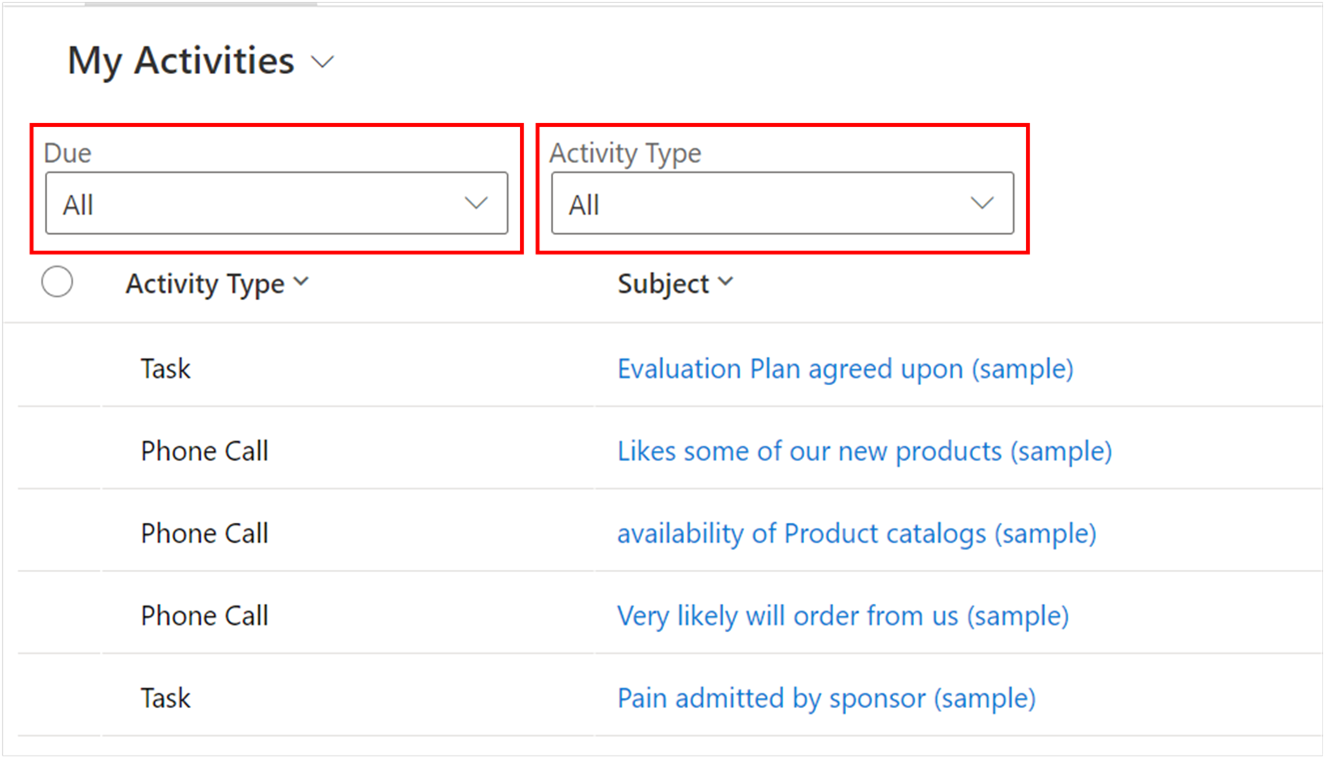 My Activities
Due
Activity Type
All
All
Activity Type
Subject
Task
Evaluation Plan agreed upon (sample)
Phone Call
Likes some of our new products (sample)
Phone Call
availability of Product catalogs (sample)
Phone Call
Very likely will order from us (sample)
Task
Pain admitted by sponsor (sample)